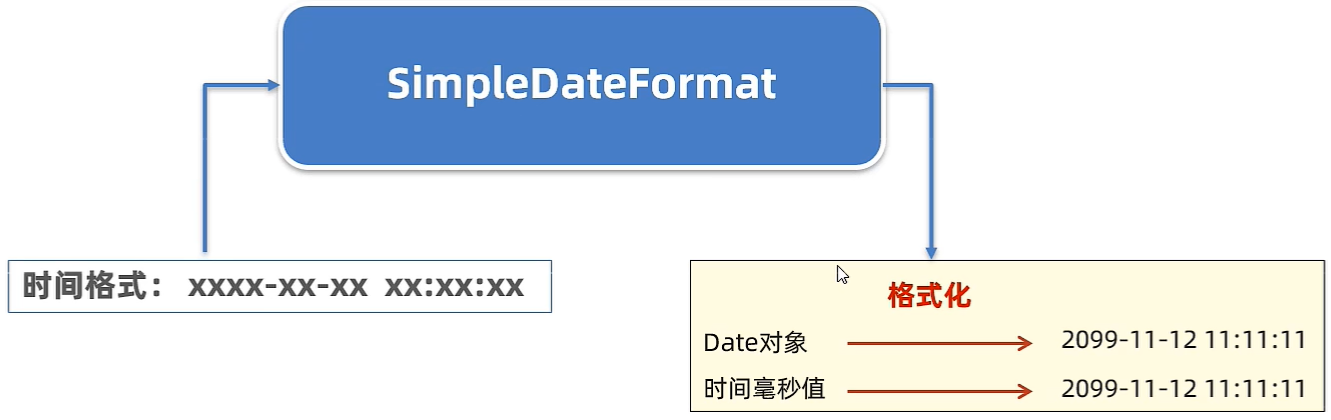 SimpleDateFormat
时间格式： xxxx-xx-xx xx:xx:xx
格式化
Date对象 2099-11-12 11:11:11
时间毫秒值 2099-11-12 11:11:11